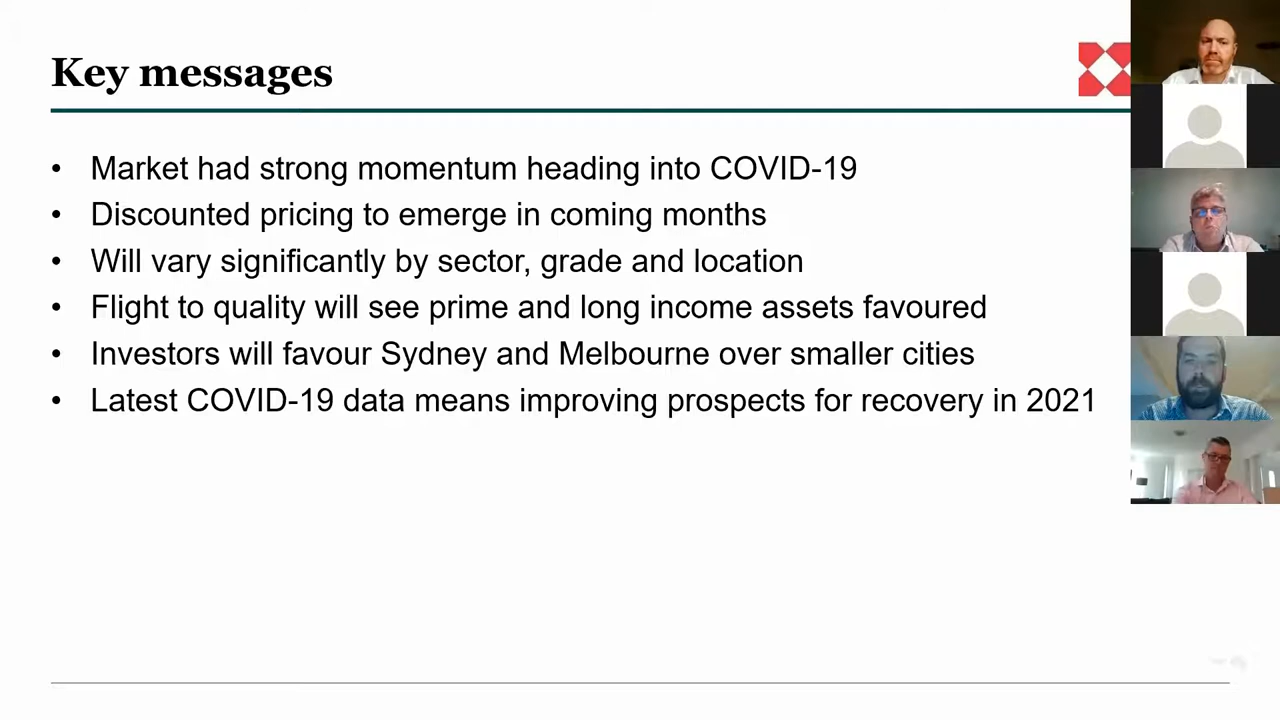 Key messages
• Market had strong momentum heading into COVID-19
• Discounted pricing to emerge in coming months
• Will vary significantly by sector, grade and location
• Flight to quality will see prime and long income assets favoured
• Investors will favour Sydney and Melbourne over smaller cities
• Latest COVID-19 data means improving prospects for recovery in 2021